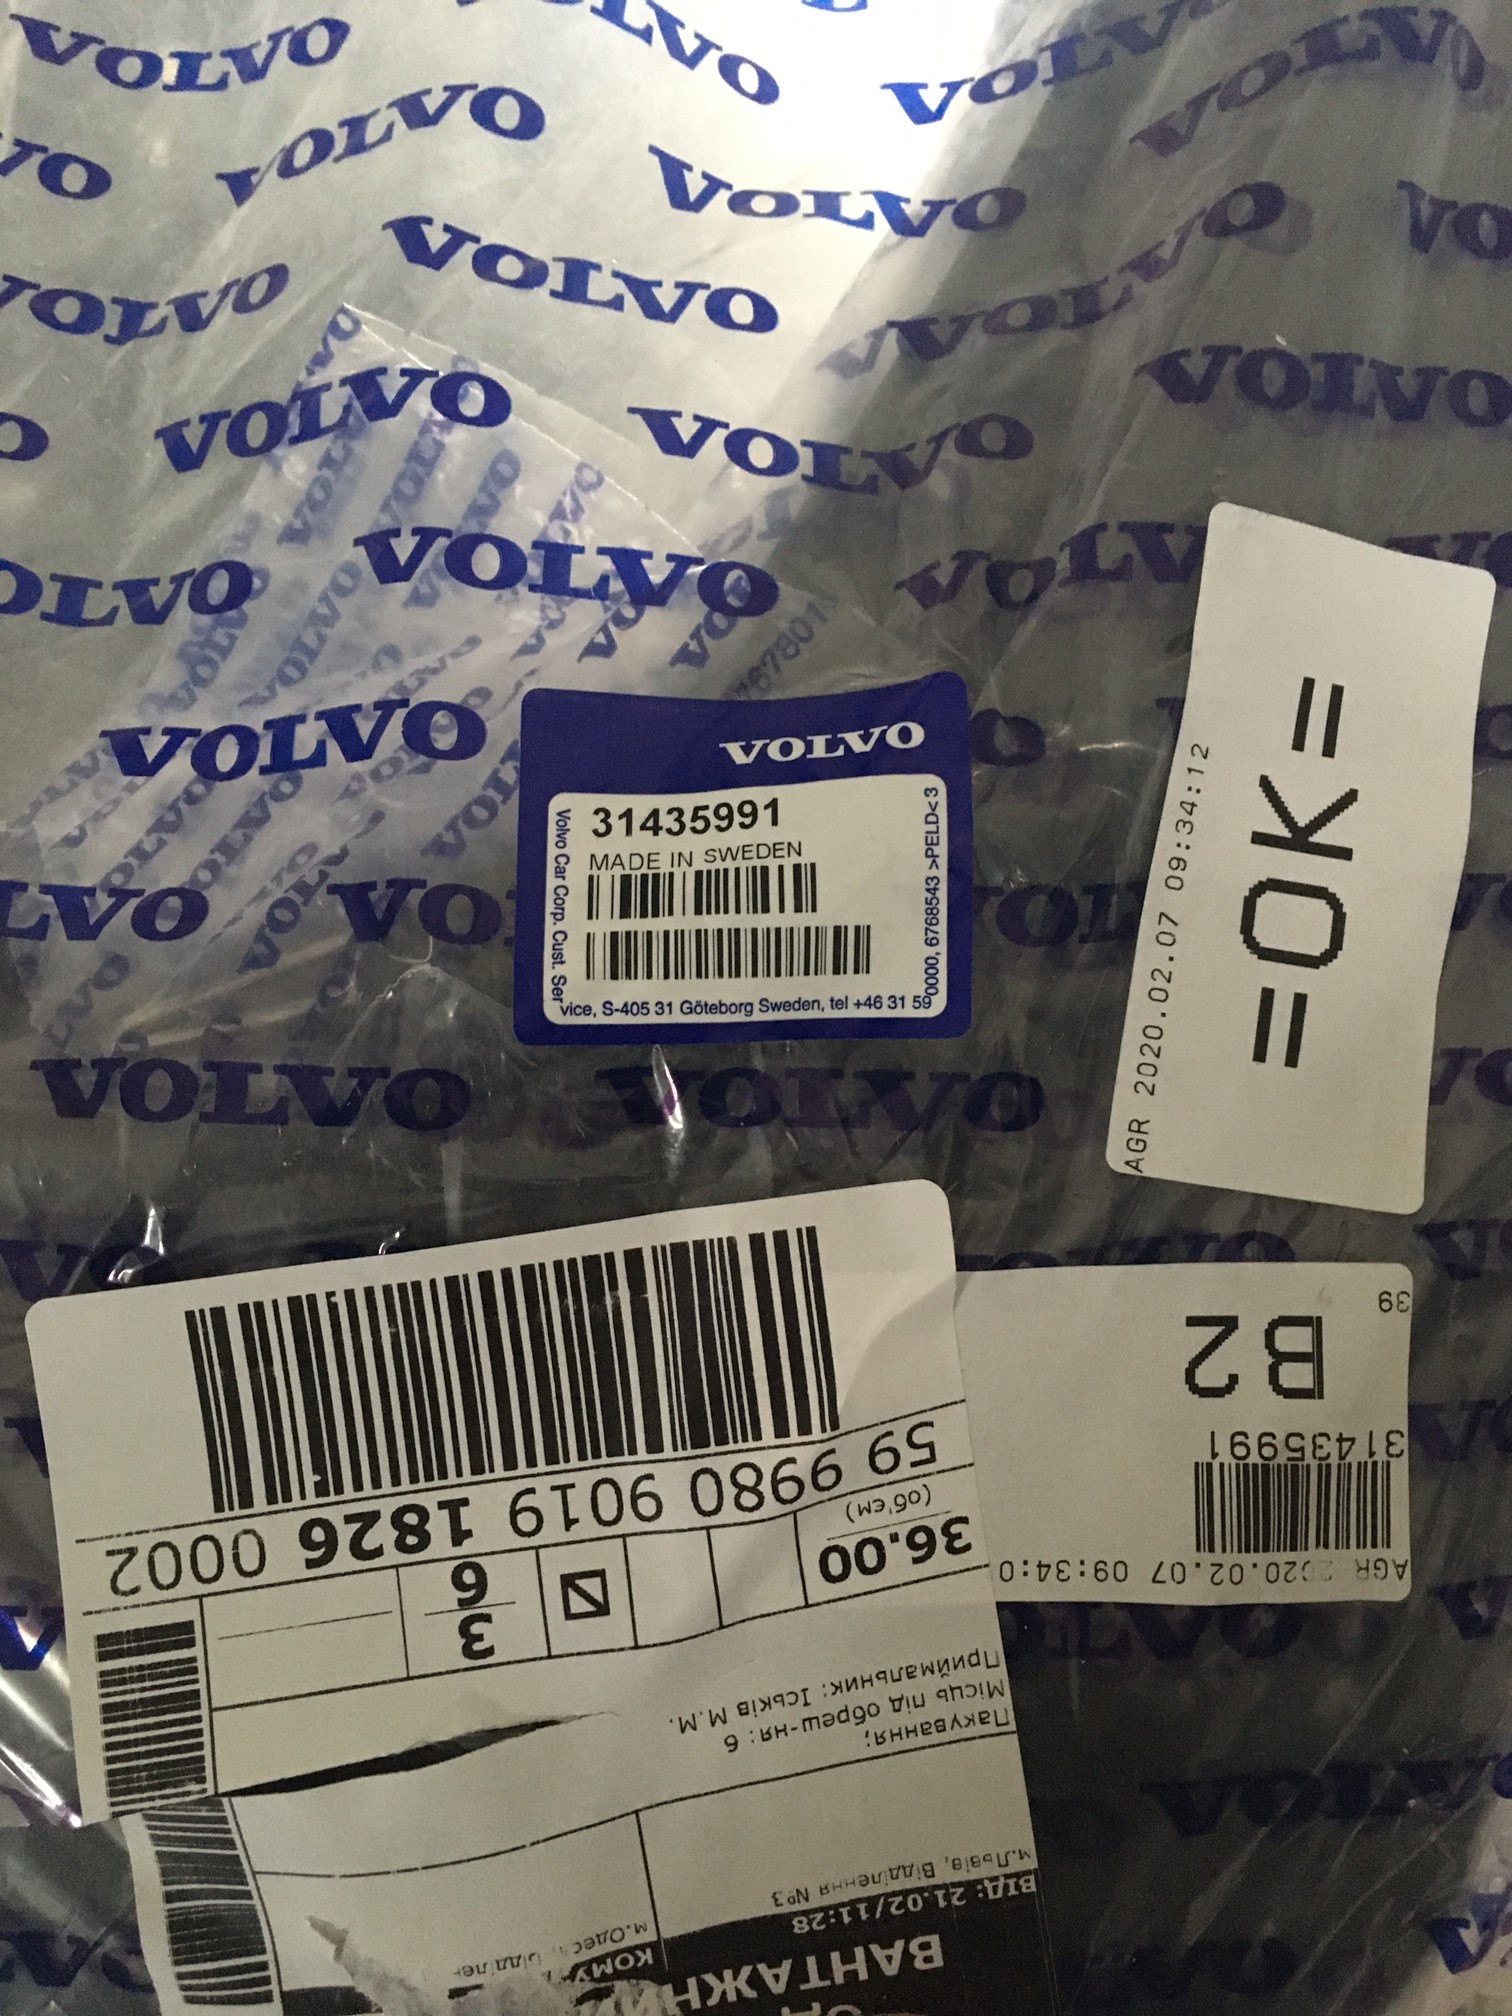 VOLVO
31435991
MADE IN SWEDEN
Volvo Car Corp. Cust. Service, S-405 31 Göteborg Sweden, tel +46 31 59 0000, 6768543 >PELD< 3
=OK=
AGR 2020.02.07 09:34:12
AGR 2020.02.07 09:34:0
31435991
B2
39
ВАНТАЖН
ВІД: 21.02/11:28
КОМУ
м.Львів, Відділення №3
Пакування;
Місць під обреш-ня: 6
Приймальник: Іськів М.М.
36.00
(об'єм)
3
6
59 9980 9019 1826 0002